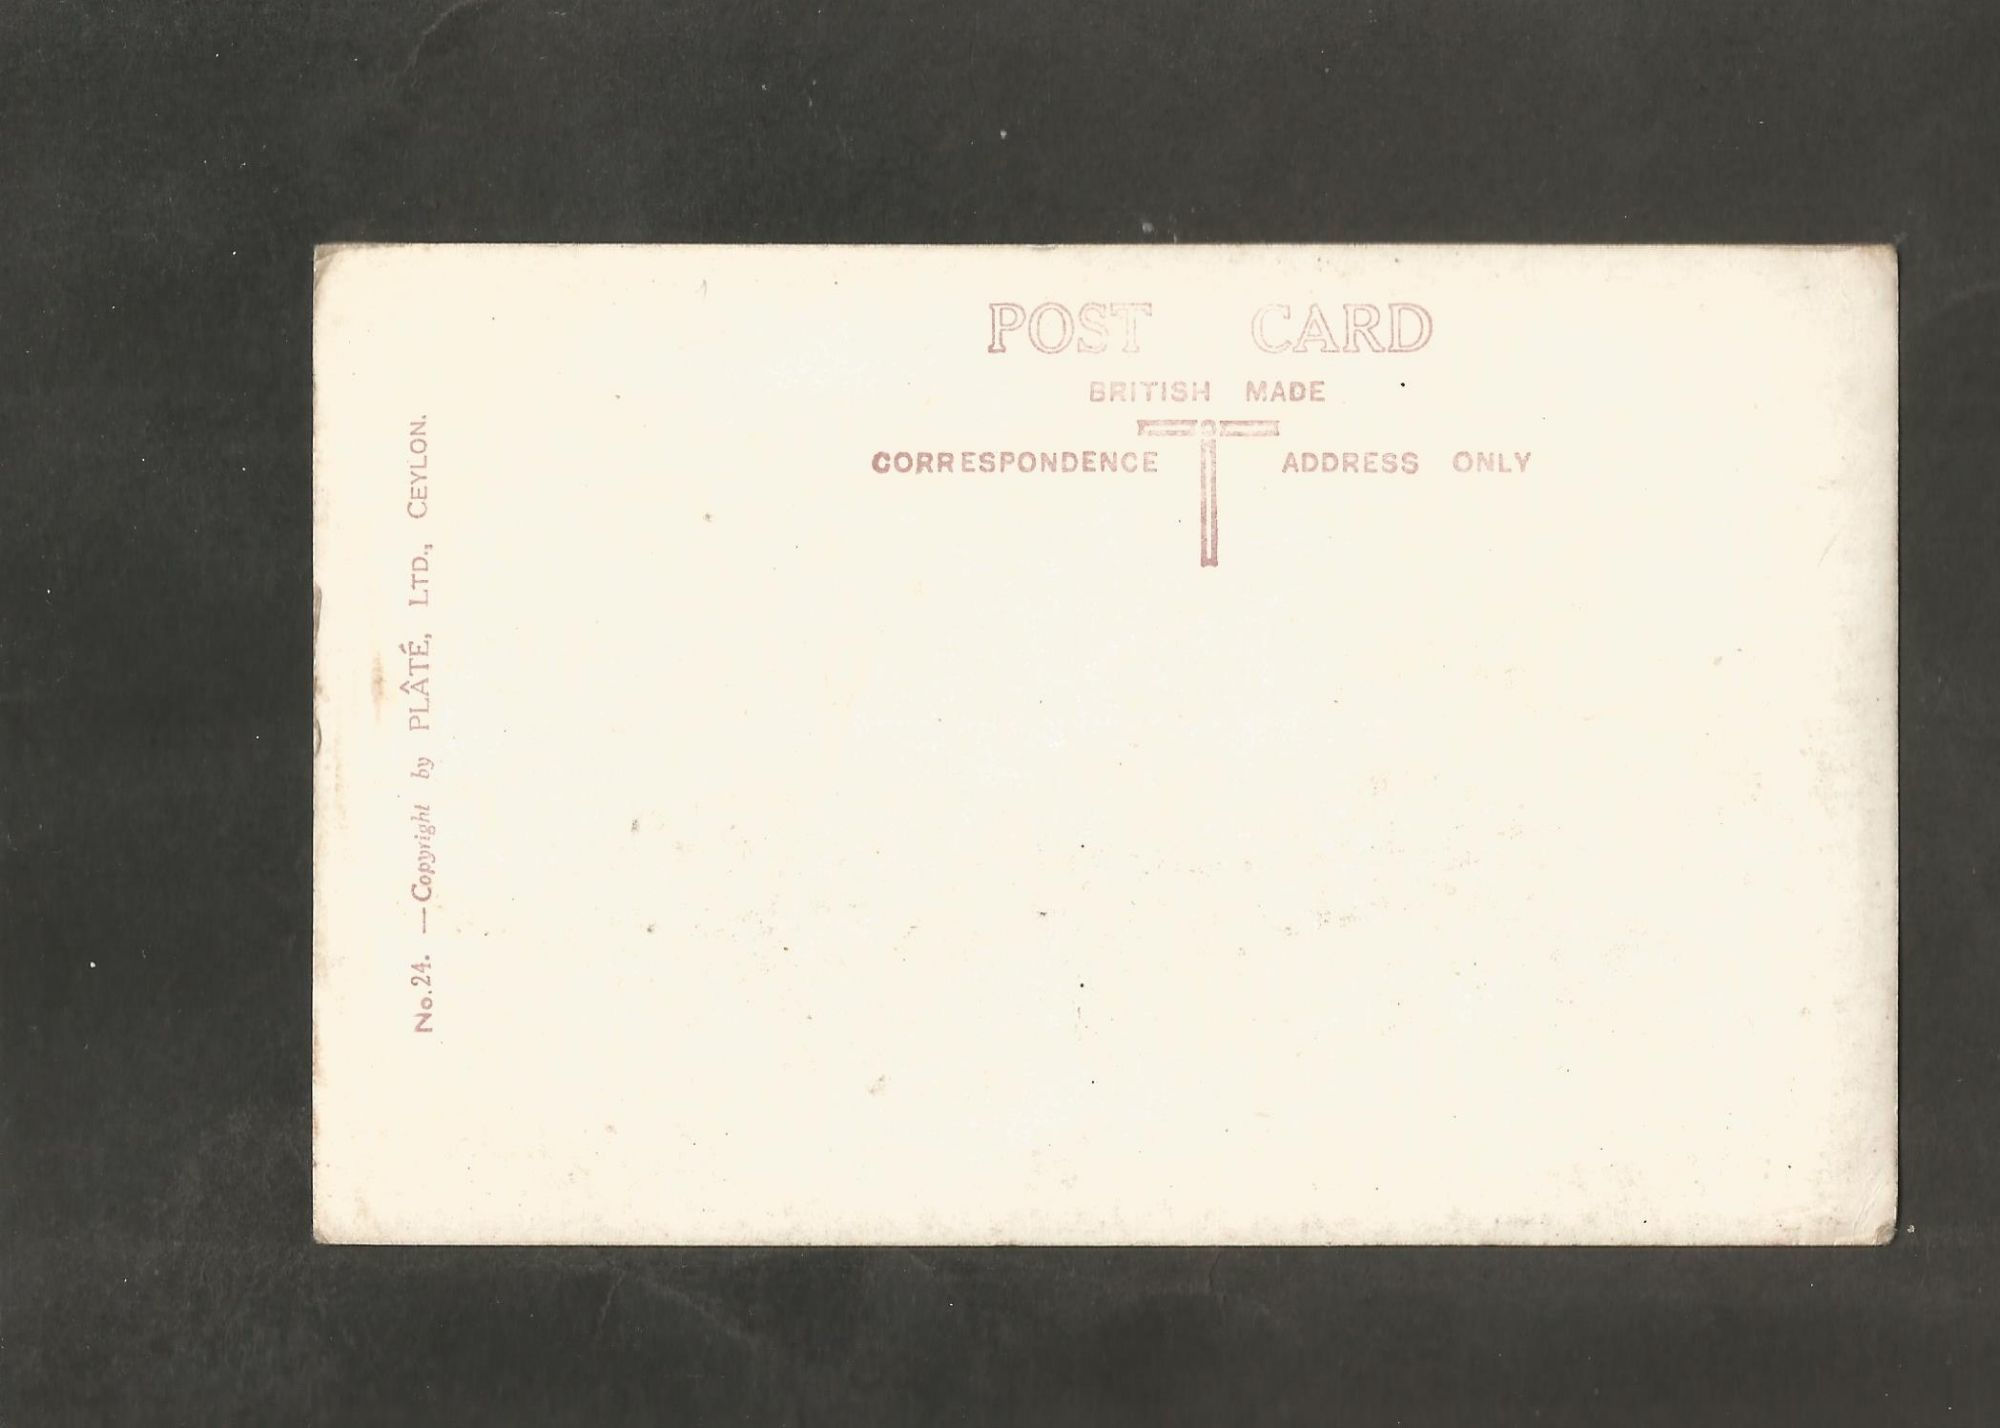 POST CARD
BRITISH MADE
CORRESPONDENCE ADDRESS ONLY
No.24. —Copyright by PLÂTÉ, LTD., CEYLON.